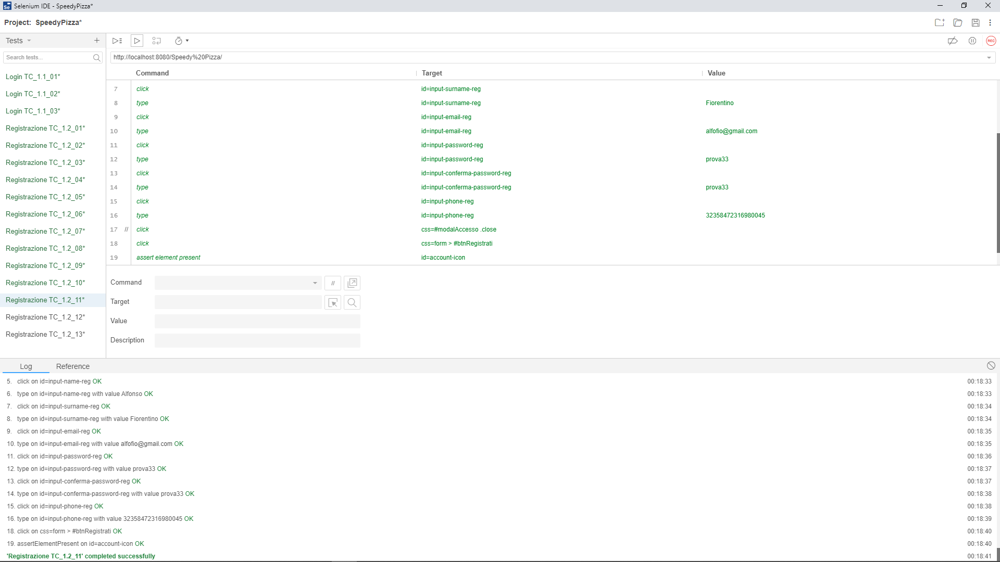 Selenium IDE - SpeedyPizza*
Project: SpeedyPizza*
Tests
Search tests...
Login TC_1.1_01*
Login TC_1.1_02*
Login TC_1.1_03*
Registrazione TC_1.2_01*
Registrazione TC_1.2_02*
Registrazione TC_1.2_03*
Registrazione TC_1.2_04*
Registrazione TC_1.2_05*
Registrazione TC_1.2_06*
Registrazione TC_1.2_07*
Registrazione TC_1.2_08*
Registrazione TC_1.2_09*
Registrazione TC_1.2_10*
Registrazione TC_1.2_11*
Registrazione TC_1.2_12*
Registrazione TC_1.2_13*
REC
http://localhost:8080/Speedy%20Pizza/
Command Target Value
7 click id=input-surname-reg
8 type id=input-surname-reg Fiorentino
9 click id=input-email-reg
10 type id=input-email-reg alfofio@gmail.com
11 click id=input-password-reg
12 type id=input-password-reg prova33
13 click id=input-conferma-password-reg
14 type id=input-conferma-password-reg prova33
15 click id=input-phone-reg
16 type id=input-phone-reg 32358472316980045
17 // click css=#modalAccesso .close
18 click css=form > #btnRegistrati
19 assert element present id=account-icon
Command //
Target
Value
Description
Log Reference
5. click on id=input-name-reg OK 00:18:33
6. type on id=input-name-reg with value Alfonso OK 00:18:33
7. click on id=input-surname-reg OK 00:18:34
8. type on id=input-surname-reg with value Fiorentino OK 00:18:34
9. click on id=input-email-reg OK 00:18:35
10. type on id=input-email-reg with value alfofio@gmail.com OK 00:18:35
11. click on id=input-password-reg OK 00:18:36
12. type on id=input-password-reg with value prova33 OK 00:18:37
13. click on id=input-conferma-password-reg OK 00:18:37
14. type on id=input-conferma-password-reg with value prova33 OK 00:18:38
15. click on id=input-phone-reg OK 00:18:38
16. type on id=input-phone-reg with value 32358472316980045 OK 00:18:39
18. click on css=form > #btnRegistrati OK 00:18:40
19. assertElementPresent on id=account-icon OK 00:18:40
'Registrazione TC_1.2_11' completed successfully 00:18:41